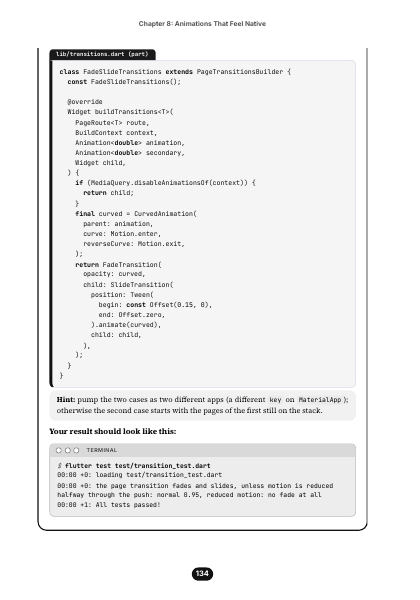 Chapter 8: Animations That Feel Native
lib/transitions.dart (part)
class FadeSlideTransitions extends PageTransitionsBuilder {
  const FadeSlideTransitions();

  @override
  Widget buildTransitions<T>(
    PageRoute<T> route,
    BuildContext context,
    Animation<double> animation,
    Animation<double> secondary,
    Widget child,
  ) {
    if (MediaQuery.disableAnimationsOf(context)) {
      return child;
    }
    final curved = CurvedAnimation(
      parent: animation,
      curve: Motion.enter,
      reverseCurve: Motion.exit,
    );
    return FadeTransition(
      opacity: curved,
      child: SlideTransition(
        position: Tween(
          begin: const Offset(0.15, 0),
          end: Offset.zero,
        ).animate(curved),
        child: child,
      ),
    );
  }
}
Hint: pump the two cases as two different apps (a different key on MaterialApp);
otherwise the second case starts with the pages of the first still on the stack.
Your result should look like this:
TERMINAL
$ flutter test test/transition_test.dart
00:00 +0: loading test/transition_test.dart
00:00 +0: the page transition fades and slides, unless motion is reduced
halfway through the push: normal 0.95, reduced motion: no fade at all
00:00 +1: All tests passed!
134